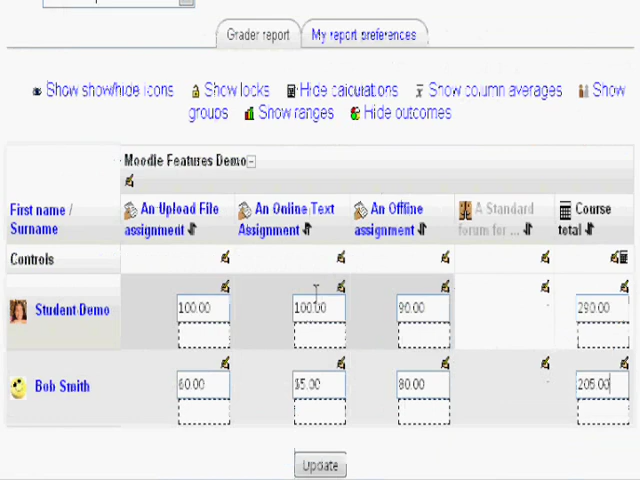 Grader report My report preferences
Show show/hide icons Show locks Hide calculations Show column averages Show
groups Show ranges Hide outcomes
Moodle Features Demo
First name / Surname An Upload File assignment An Online Text Assignment An Offline assignment A Standard forum for ... Course total
Controls
Student Demo 100.00 100.00 90.00 290.00
Bob Smith 60.00 80.00 205.00
Update